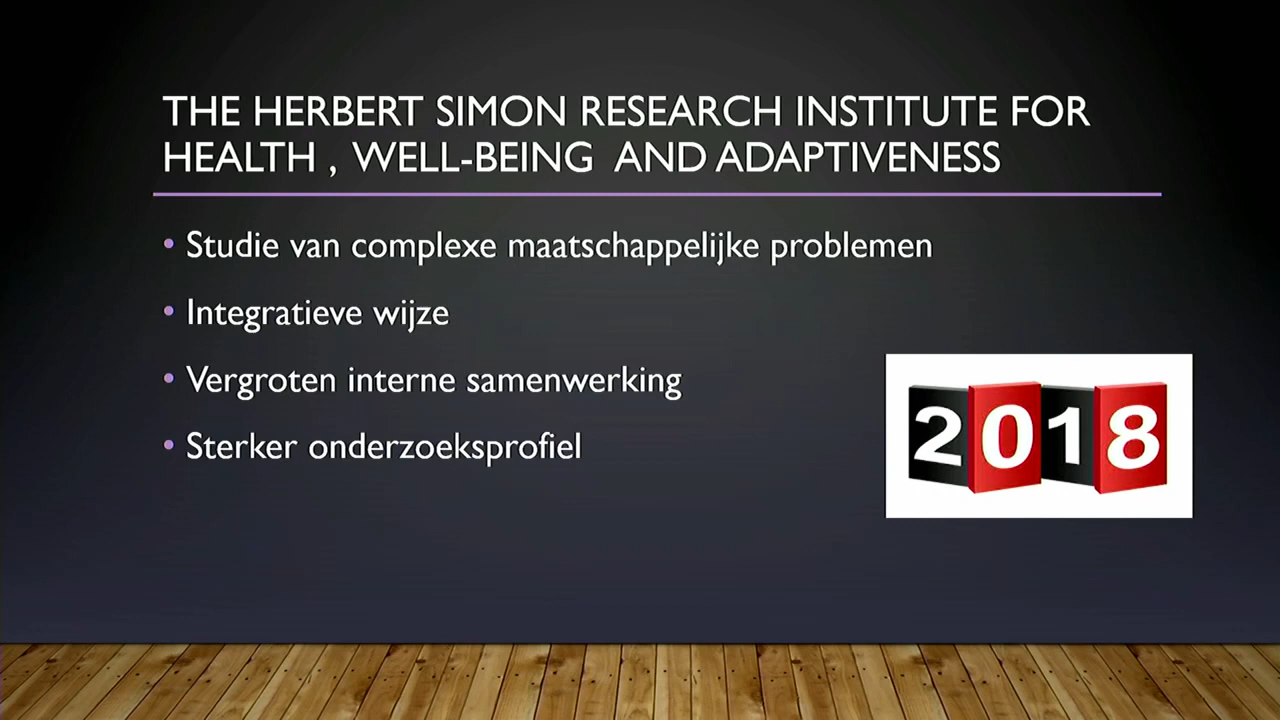 THE HERBERT SIMON RESEARCH INSTITUTE FOR
HEALTH , WELL-BEING AND ADAPTIVENESS
• Studie van complexe maatschappelijke problemen
• Integratieve wijze
• Vergroten interne samenwerking
• Sterker onderzoeksprofiel
2018